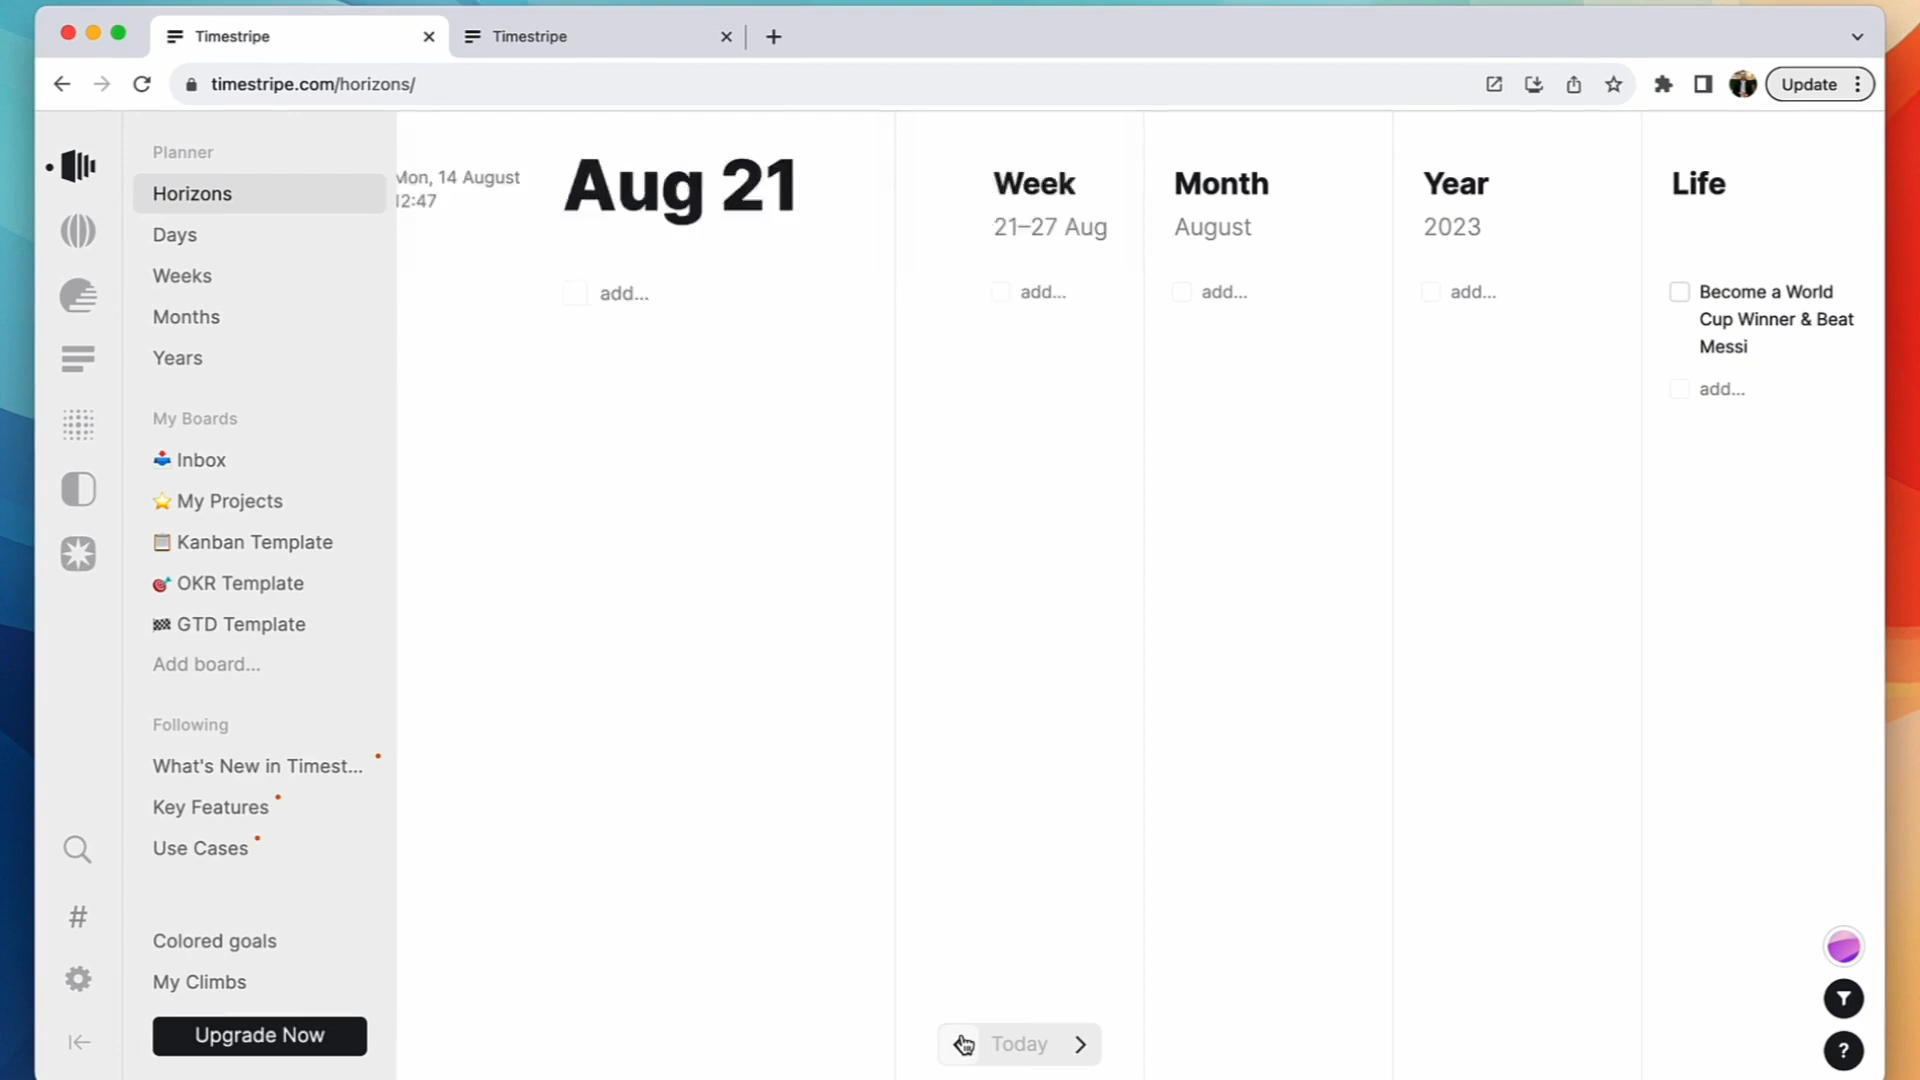 Timestripe
Timestripe
timestripe.com/horizons/
Update
Planner
Horizons
Days
Weeks
Months
Years
My Boards
Inbox
My Projects
Kanban Template
OKR Template
GTD Template
Add board...
Following
What's New in Timest...
Key Features
Use Cases
#
Colored goals
My Climbs
Upgrade Now
Mon, 14 August
12:47
Aug 21
add...
Week
21–27 Aug
add...
Month
August
add...
Year
2023
add...
Life
Become a World
Cup Winner & Beat
Messi
add...
Today
?